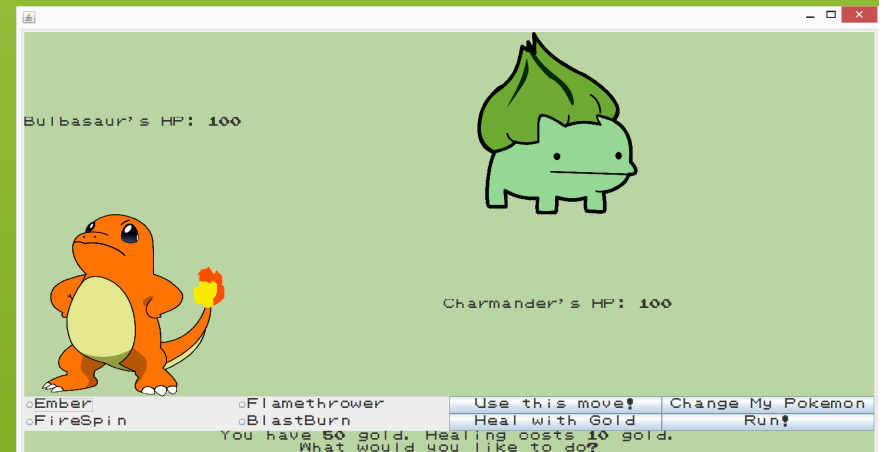 Bulbasaur's HP: 100
Charmander's HP: 100
Ember
Flamethrower
Use this move!
Change My Pokemon
FireSpin
BlastBurn
Heal with Gold
Run!
You have 50 gold. Healing costs 10 gold.
What would you like to do?